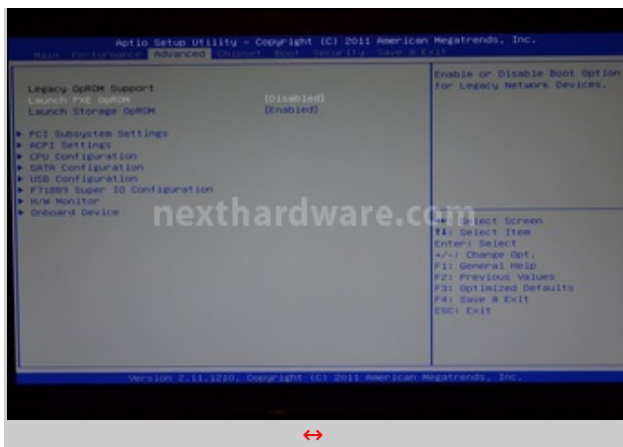 Aptio Setup Utility - Copyright (C) 2011 American Megatrends, Inc.
Main Performance Advanced Chipset Boot Security Save & Exit
Legacy OpROM Support
Launch PXE OpROM [Disabled]
Launch Storage OpROM [Enabled]
PCI Subsystem Settings
ACPI Settings
CPU Configuration
SATA Configuration
USB Configuration
F71889 Super IO Configuration
H/W Monitor
Onboard Device
Enable or Disable Boot Option
for Legacy Network Devices.
nexthardware.com
: Select Screen
↑↓: Select Item
Enter: Select
+/-: Change Opt.
F1: General Help
F2: Previous Values
F3: Optimized Defaults
F4: Save & Exit
ESC: Exit
Version 2.11.1210. Copyright (C) 2011 American Megatrends, Inc.